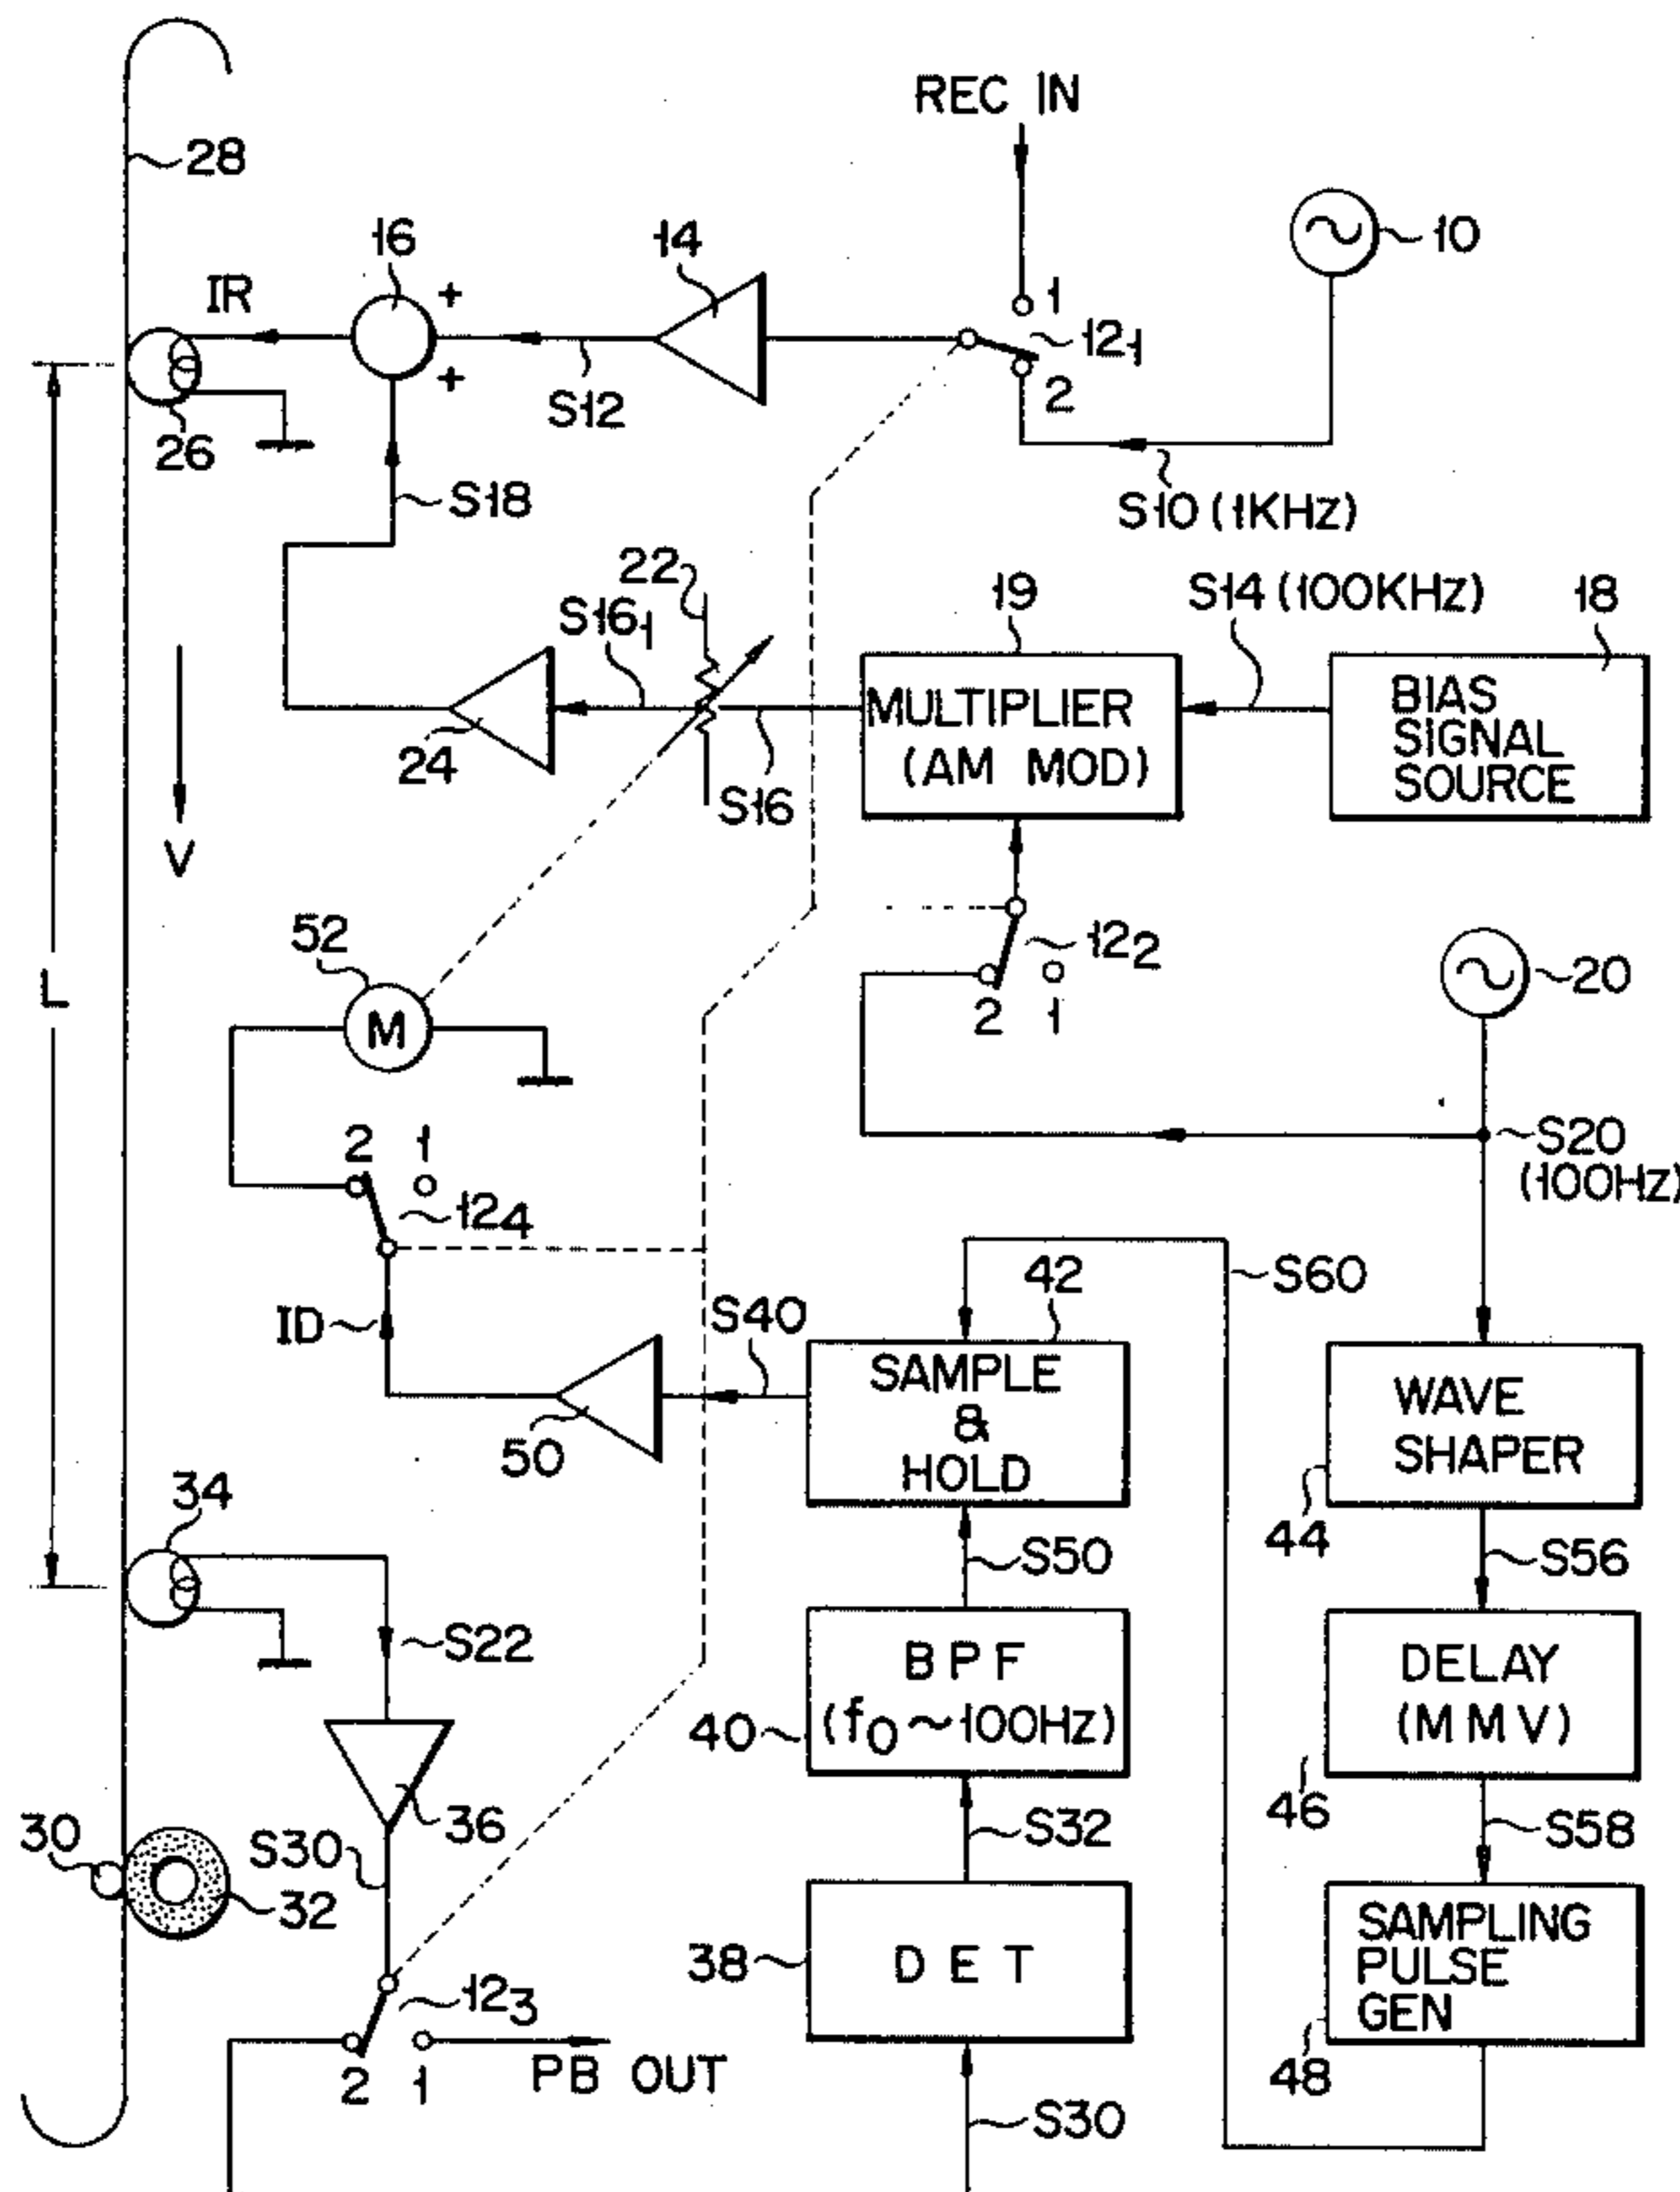 REC IN
28
10
16
14
IR
+
1
12₁
+
2
S12
26
S18
S10 (1KHz)
22
19
S14 (100KHz)
18
S16₁
MULTIPLIER
(AM MOD)
BIAS
SIGNAL
SOURCE
24
S16
V
52
12₂
20
L
M
2
1
2
1
S20
(100Hz)
12₄
S60
42
ID
S40
SAMPLE
&
HOLD
WAVE
SHAPER
50
34
44
S50
S56
S22
BPF
(f₀~100Hz)
DELAY
(MMV)
40
46
36
30
S30
S32
S58
32
38
DET
SAMPLING
PULSE
GEN
12₃
2
1
PB OUT
48
S30